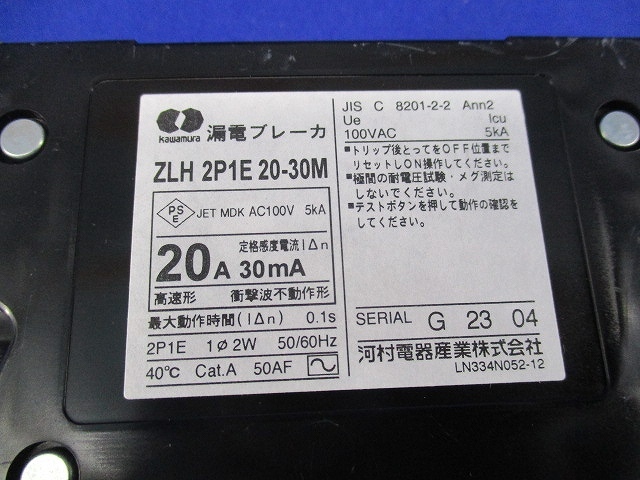 Kawamura 漏電ブレーカ
ZLH 2P1E 20-30M
PS E JET MDK AC100V 5kA
定格感度電流IΔn
20A 30mA
高速形 衝撃波不動作形
最大動作時間(IΔn) 0.1s
2P1E 1φ2W 50/60Hz
40℃ Cat.A 50AF
JIS C 8201-2-2 Ann2
Ue Icu
100VAC 5kA
■トリップ後とってをOFF位置まで
リセットしON操作してください。
■極間の耐電圧試験・メグ測定は
しないでください。
■テストボタンを押して動作の確認を
してください。
SERIAL G 23 04
河村電器産業株式会社
LN334N052-12